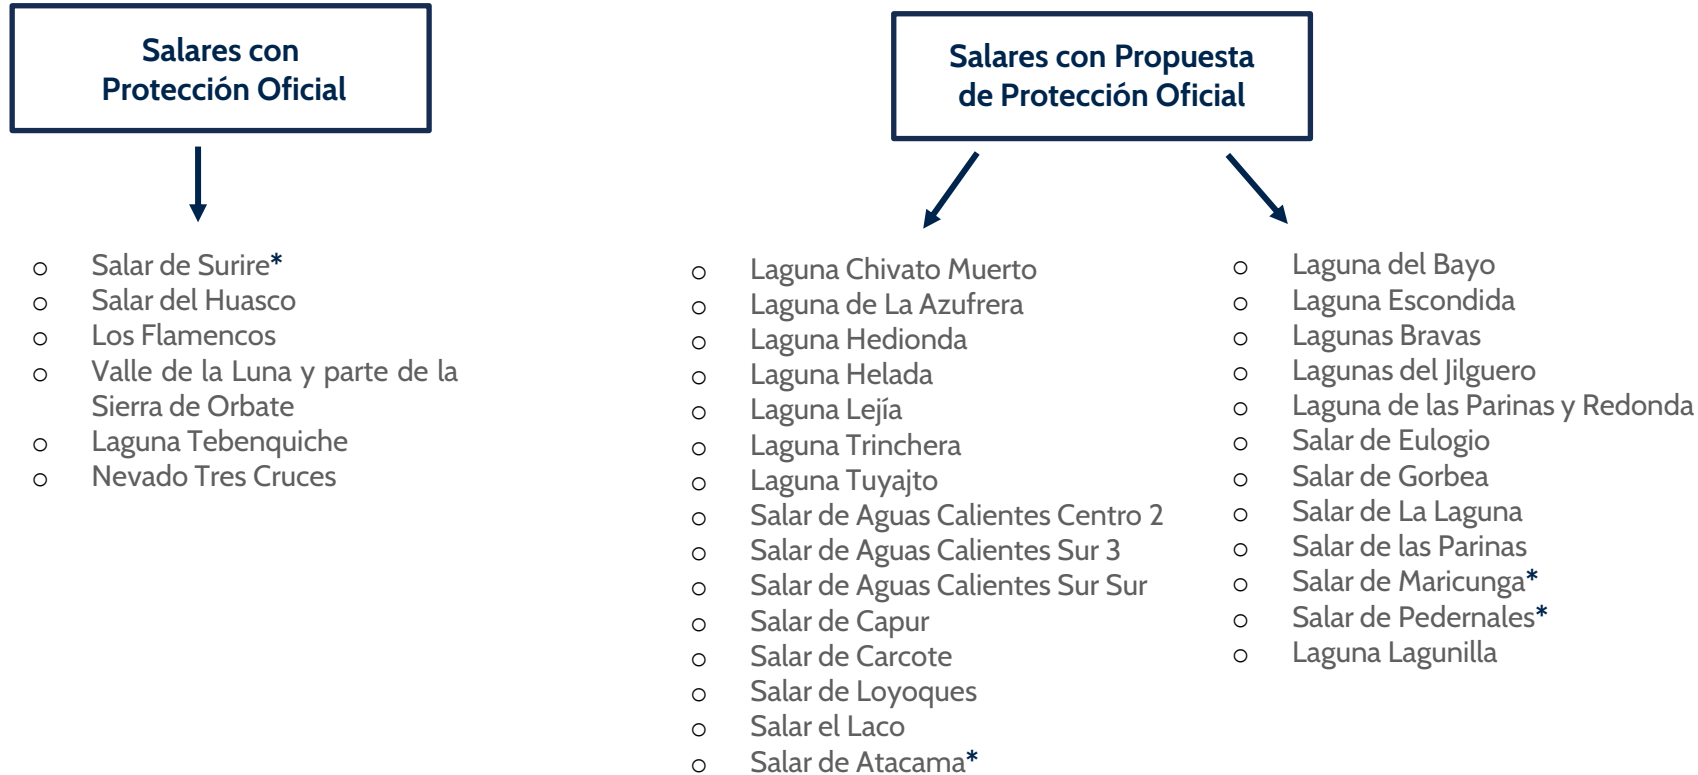 Salares con
Protección Oficial
o Salar de Surire*
o Salar del Huasco
o Los Flamencos
o Valle de la Luna y parte de la
Sierra de Orbate
o Laguna Tebenquiche
o Nevado Tres Cruces
Salares con Propuesta
de Protección Oficial
o Laguna Chivato Muerto
o Laguna de La Azufrera
o Laguna Hedionda
o Laguna Helada
o Laguna Lejía
o Laguna Trinchera
o Laguna Tuyajto
o Salar de Aguas Calientes Centro 2
o Salar de Aguas Calientes Sur 3
o Salar de Aguas Calientes Sur Sur
o Salar de Capur
o Salar de Carcote
o Salar de Loyoques
o Salar el Laco
o Salar de Atacama*
o Laguna del Bayo
o Laguna Escondida
o Lagunas Bravas
o Lagunas del Jilguero
o Laguna de las Parinas y Redonda
o Salar de Eulogio
o Salar de Gorbea
o Salar de La Laguna
o Salar de las Parinas
o Salar de Maricunga*
o Salar de Pedernales*
o Laguna Lagunilla